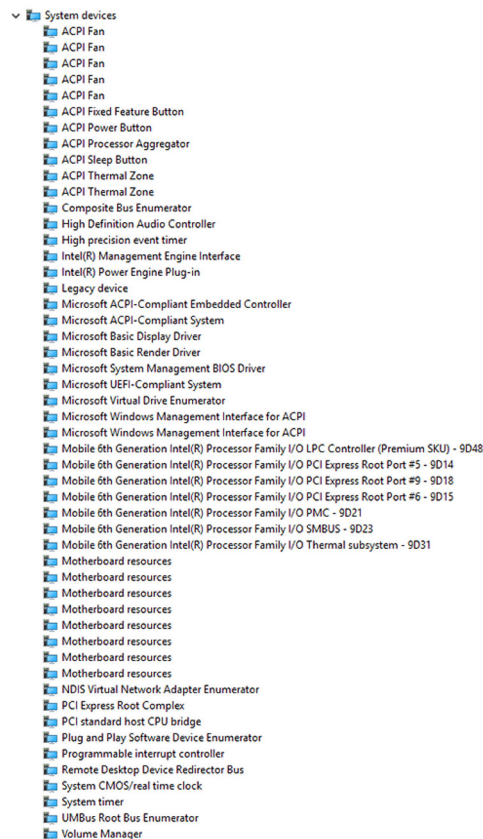 System devices
ACPI Fan
ACPI Fan
ACPI Fan
ACPI Fan
ACPI Fan
ACPI Fixed Feature Button
ACPI Power Button
ACPI Processor Aggregator
ACPI Sleep Button
ACPI Thermal Zone
ACPI Thermal Zone
Composite Bus Enumerator
High Definition Audio Controller
High precision event timer
Intel(R) Management Engine Interface
Intel(R) Power Engine Plug-in
Legacy device
Microsoft ACPI-Compliant Embedded Controller
Microsoft ACPI-Compliant System
Microsoft Basic Display Driver
Microsoft Basic Render Driver
Microsoft System Management BIOS Driver
Microsoft UEFI-Compliant System
Microsoft Virtual Drive Enumerator
Microsoft Windows Management Interface for ACPI
Microsoft Windows Management Interface for ACPI
Mobile 6th Generation Intel(R) Processor Family I/O LPC Controller (Premium SKU) - 9D48
Mobile 6th Generation Intel(R) Processor Family I/O PCI Express Root Port #5 - 9D14
Mobile 6th Generation Intel(R) Processor Family I/O PCI Express Root Port #9 - 9D18
Mobile 6th Generation Intel(R) Processor Family I/O PCI Express Root Port #6 - 9D15
Mobile 6th Generation Intel(R) Processor Family I/O PMC - 9D21
Mobile 6th Generation Intel(R) Processor Family I/O SMBUS - 9D23
Mobile 6th Generation Intel(R) Processor Family I/O Thermal subsystem - 9D31
Motherboard resources
Motherboard resources
Motherboard resources
Motherboard resources
Motherboard resources
Motherboard resources
Motherboard resources
Motherboard resources
NDIS Virtual Network Adapter Enumerator
PCI Express Root Complex
PCI standard host CPU bridge
Plug and Play Software Device Enumerator
Programmable interrupt controller
Remote Desktop Device Redirector Bus
System CMOS/real time clock
System timer
UMBus Root Bus Enumerator
Volume Manager